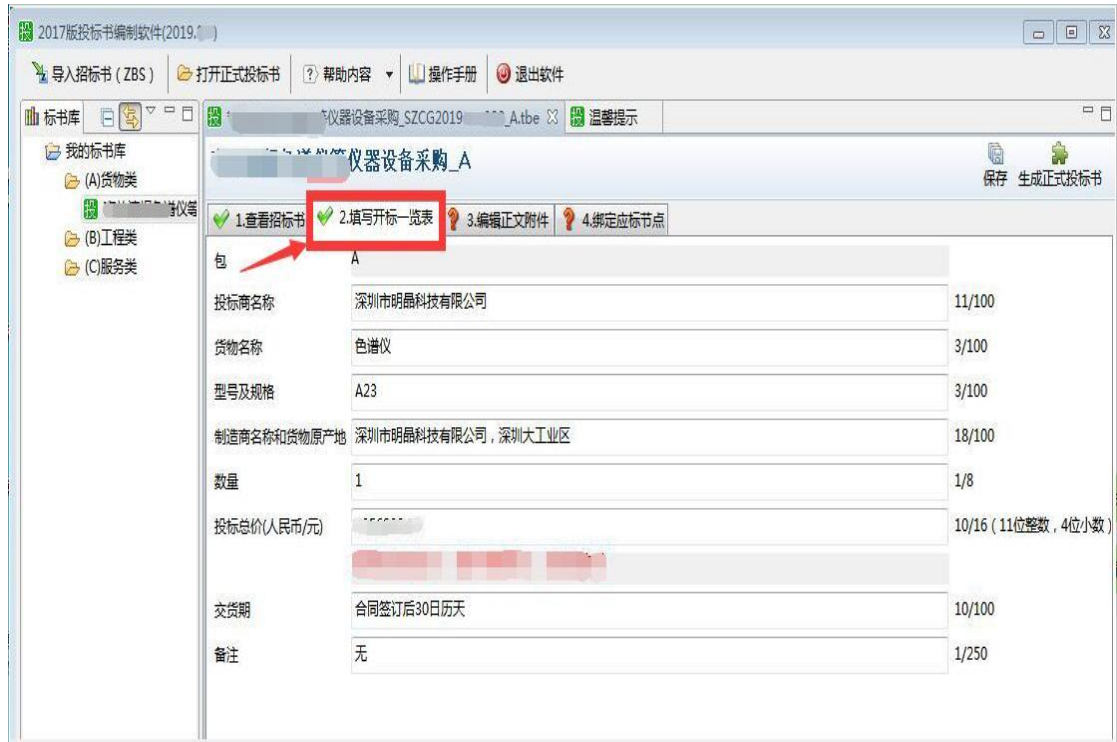 2017版投标书编制软件(2019.
导入招标书(ZBS) 打开正式投标书 帮助内容 操作手册 退出软件
标书库 仪器设备采购_SZCG2019 _A.tbe 温馨提示
我的标书库
(A)货物类
仪等
(B)工程类
(C)服务类
仪器设备采购_A
保存 生成正式投标书
1.查看招标书 2.填写开标一览表 3.编辑正文附件 4.绑定应标节点
包 A
投标商名称 深圳市明晶科技有限公司 11/100
货物名称 色谱仪 3/100
型号及规格 A23 3/100
制造商名称和货物原产地 深圳市明晶科技有限公司，深圳大工业区 18/100
数量 1 1/8
投标总价(人民币/元) 10/16（11位整数，4位小数）
交货期 合同签订后30日历天 10/100
备注 无 1/250